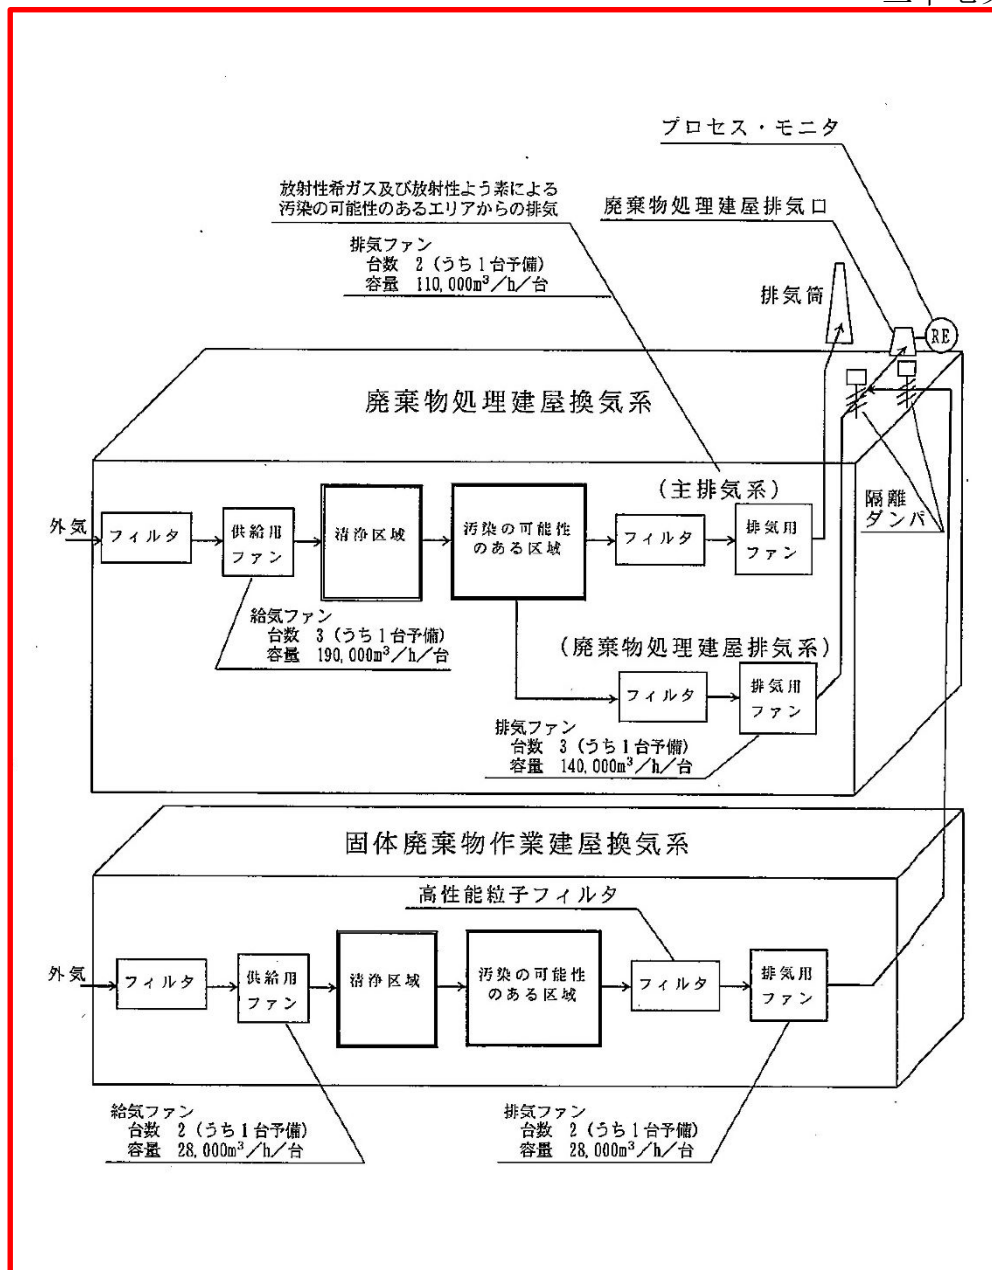 プロセス・モニタ
放射性希ガス及び放射性よう素による
汚染の可能性のあるエリアからの排気
廃棄物処理建屋排気口
排気ファン
台数 2 (うち1台予備)
容量 110,000m³/h/台
排気筒
RE
廃棄物処理建屋換気系
(主排気系)
隔離
ダンパ
外気
フィルタ
供給用
ファン
清浄区域
汚染の可能性
のある区域
フィルタ
排気用
ファン
給気ファン
台数 3 (うち1台予備)
容量 190,000m³/h/台
(廃棄物処理建屋排気系)
フィルタ
排気用
ファン
排気ファン
台数 3 (うち1台予備)
容量 140,000m³/h/台
固体廃棄物作業建屋換気系
高性能粒子フィルタ
外気
フィルタ
供給用
ファン
清浄区域
汚染の可能性
のある区域
フィルタ
排気用
ファン
給気ファン
台数 2 (うち1台予備)
容量 28,000m³/h/台
排気ファン
台数 2 (うち1台予備)
容量 28,000m³/h/台